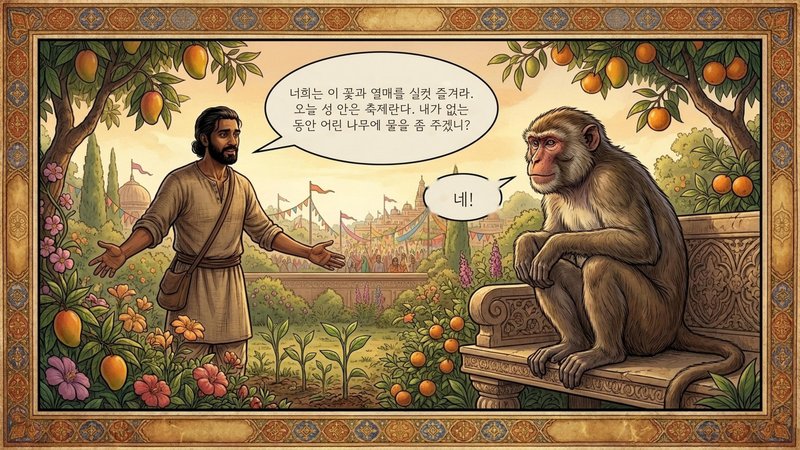 너희는 이 꽃과 열매를 실컷 즐겨라.
오늘 성 안은 축제란다. 내가 없는
동안 어린 나무에 물을 좀 주겠니?
네!